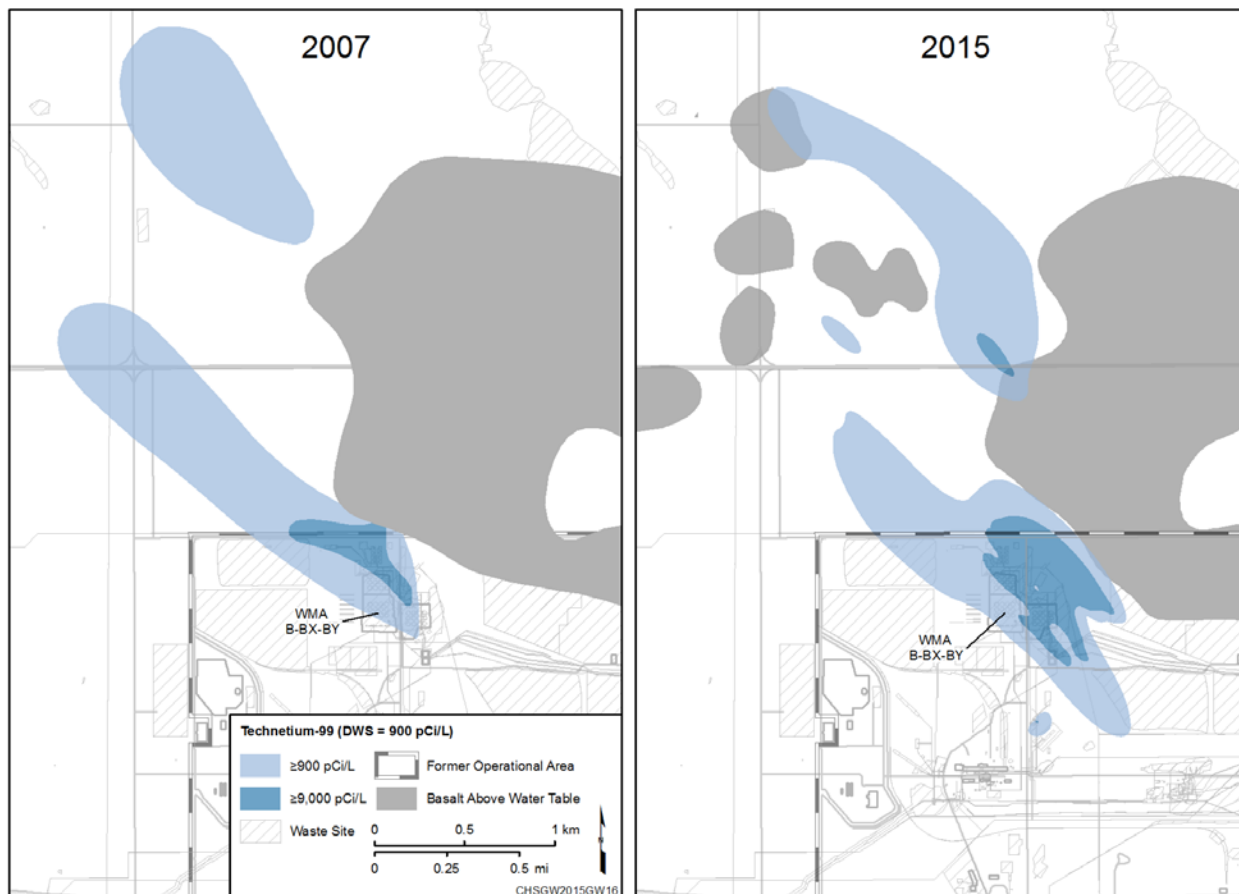 2007
WMA
B-BX-BY
Technetium-99 (DWS = 900 pCi/L)
≥900 pCi/L
Former Operational Area
≥9,000 pCi/L
Basalt Above Water Table
Waste Site
0 0.5 1 km
0 0.25 0.5 mi
CHSGW2015GW16
2015
WMA
B-BX-BY